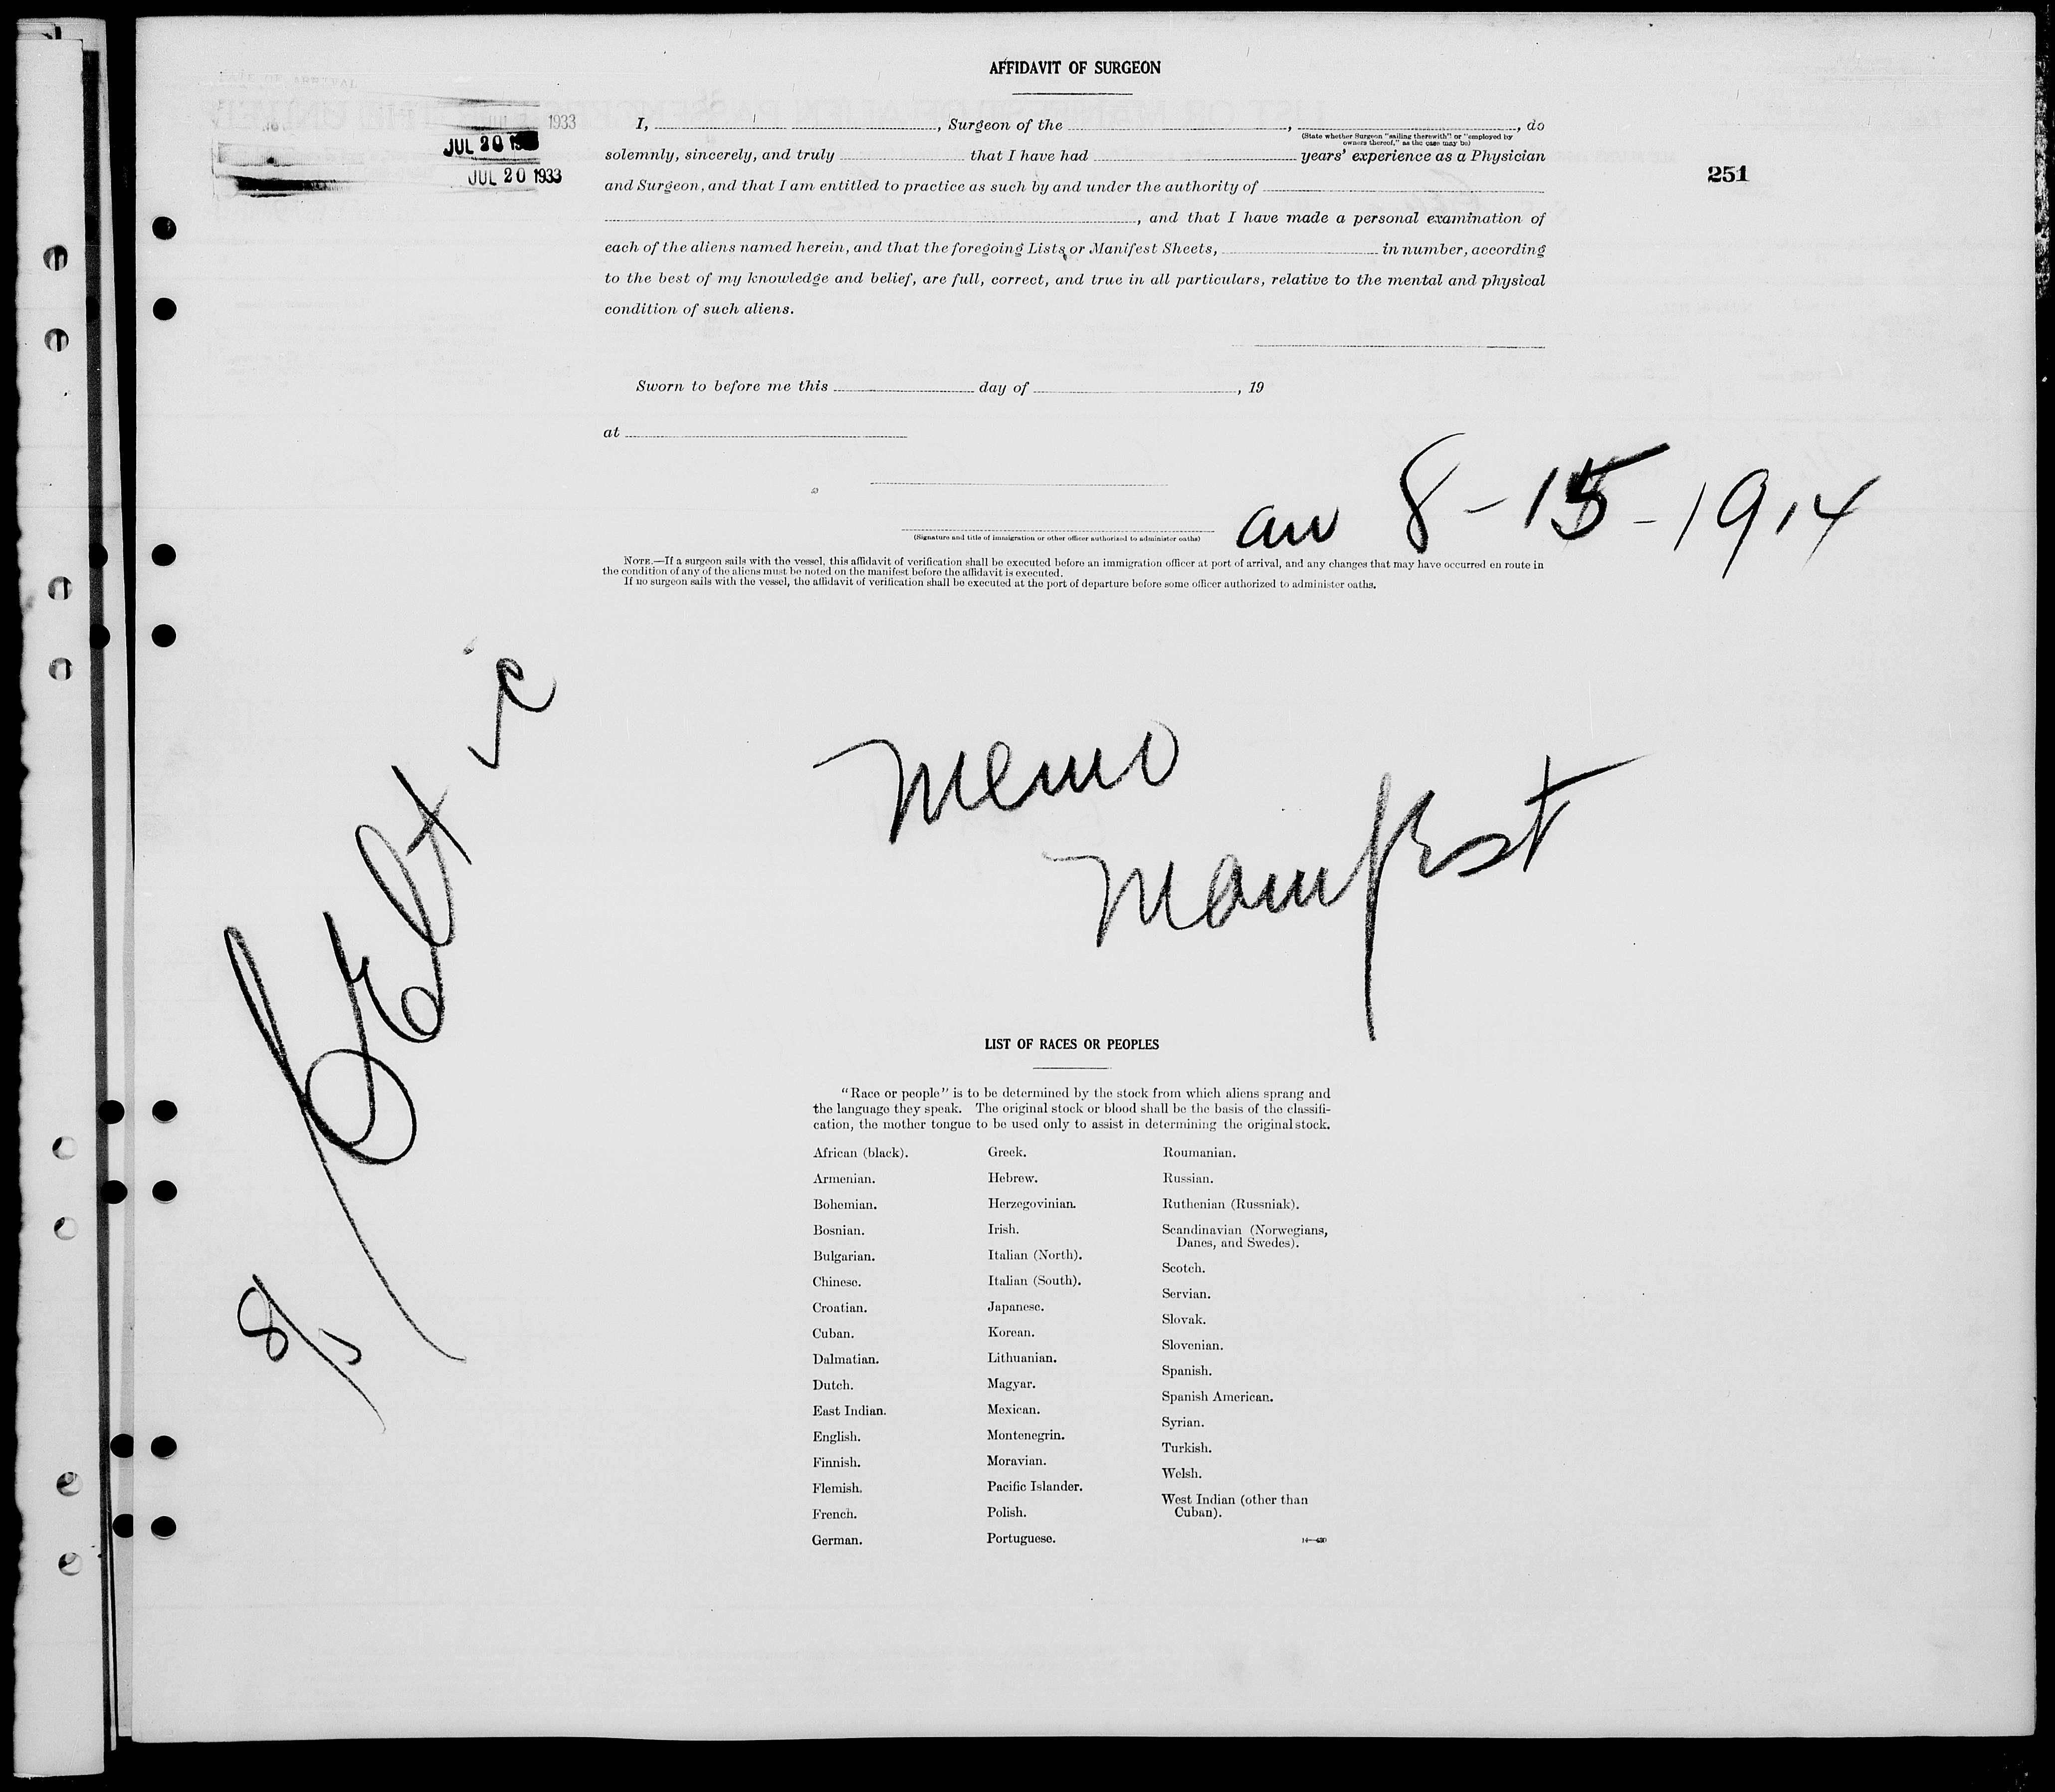 AFFIDAVIT OF SURGEON
1933
JUL 20
JUL 20 1933
I, , Surgeon of the , , do
(State whether Surgeon "sailing therewith" or "employed by
owners thereof," as the case may be)
solemnly, sincerely, and truly that I have had years' experience as a Physician
251
and Surgeon, and that I am entitled to practice as such by and under the authority of
, and that I have made a personal examination of
each of the aliens named herein, and that the foregoing Lists or Manifest Sheets, in number, according
to the best of my knowledge and belief, are full, correct, and true in all particulars, relative to the mental and physical
condition of such aliens.
Sworn to before me this day of , 19
at
arr 8-15-1914
(Signature and title of immigration or other officer authorized to administer oaths)
NOTE.—If a surgeon sails with the vessel, this affidavit of verification shall be executed before an immigration officer at port of arrival, and any changes that may have occurred en route in
the condition of any of the aliens must be noted on the manifest before the affidavit is executed.
If no surgeon sails with the vessel, the affidavit of verification shall be executed at the port of departure before some officer authorized to administer oaths.
S/S Celtic
Memo
Manifest
LIST OF RACES OR PEOPLES
"Race or people" is to be determined by the stock from which aliens sprang and
the language they speak. The original stock or blood shall be the basis of the classifi-
cation, the mother tongue to be used only to assist in determining the original stock.
African (black).
Armenian.
Bohemian.
Bosnian.
Bulgarian.
Chinese.
Croatian.
Cuban.
Dalmatian.
Dutch.
East Indian.
English.
Finnish.
Flemish.
French.
German.
Greek.
Hebrew.
Herzegovinian.
Irish.
Italian (North).
Italian (South).
Japanese.
Korean.
Lithuanian.
Magyar.
Mexican.
Montenegrin.
Moravian.
Pacific Islander.
Polish.
Portuguese.
Roumanian.
Russian.
Ruthenian (Russniak).
Scandinavian (Norwegians,
Danes, and Swedes).
Scotch.
Servian.
Slovak.
Slovenian.
Spanish.
Spanish American.
Syrian.
Turkish.
Welsh.
West Indian (other than
Cuban).